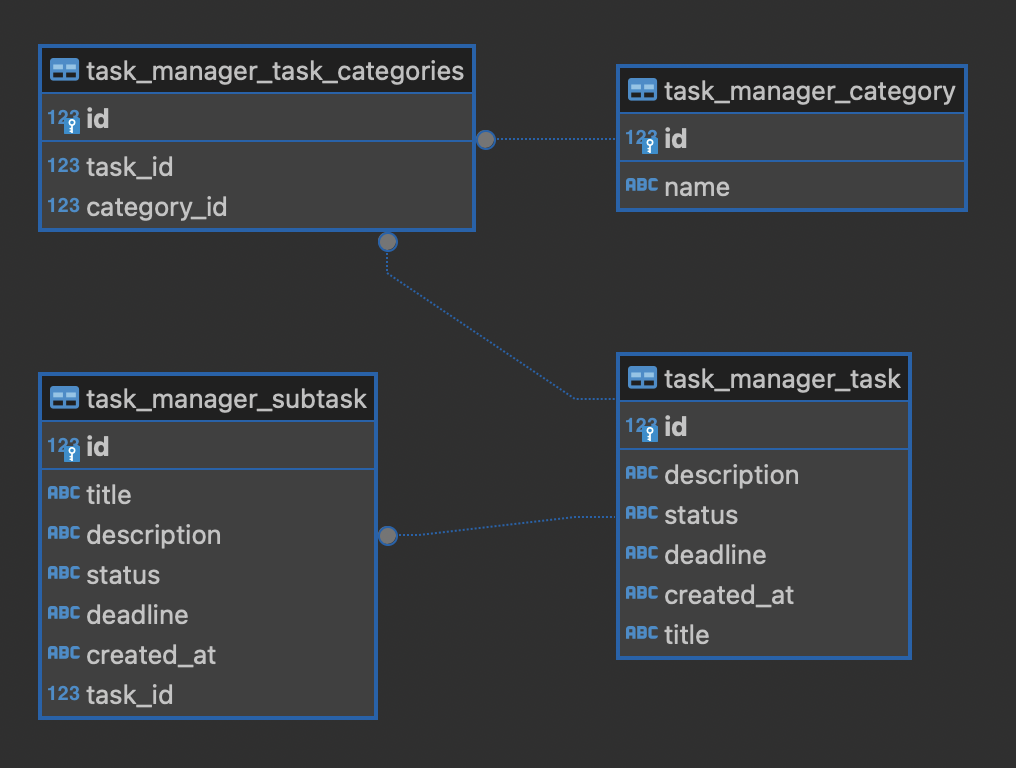 task_manager_task_categories
123 id
123 task_id
123 category_id
task_manager_category
123 id
ABC name
task_manager_subtask
123 id
ABC title
ABC description
ABC status
ABC deadline
ABC created_at
123 task_id
task_manager_task
123 id
ABC description
ABC status
ABC deadline
ABC created_at
ABC title